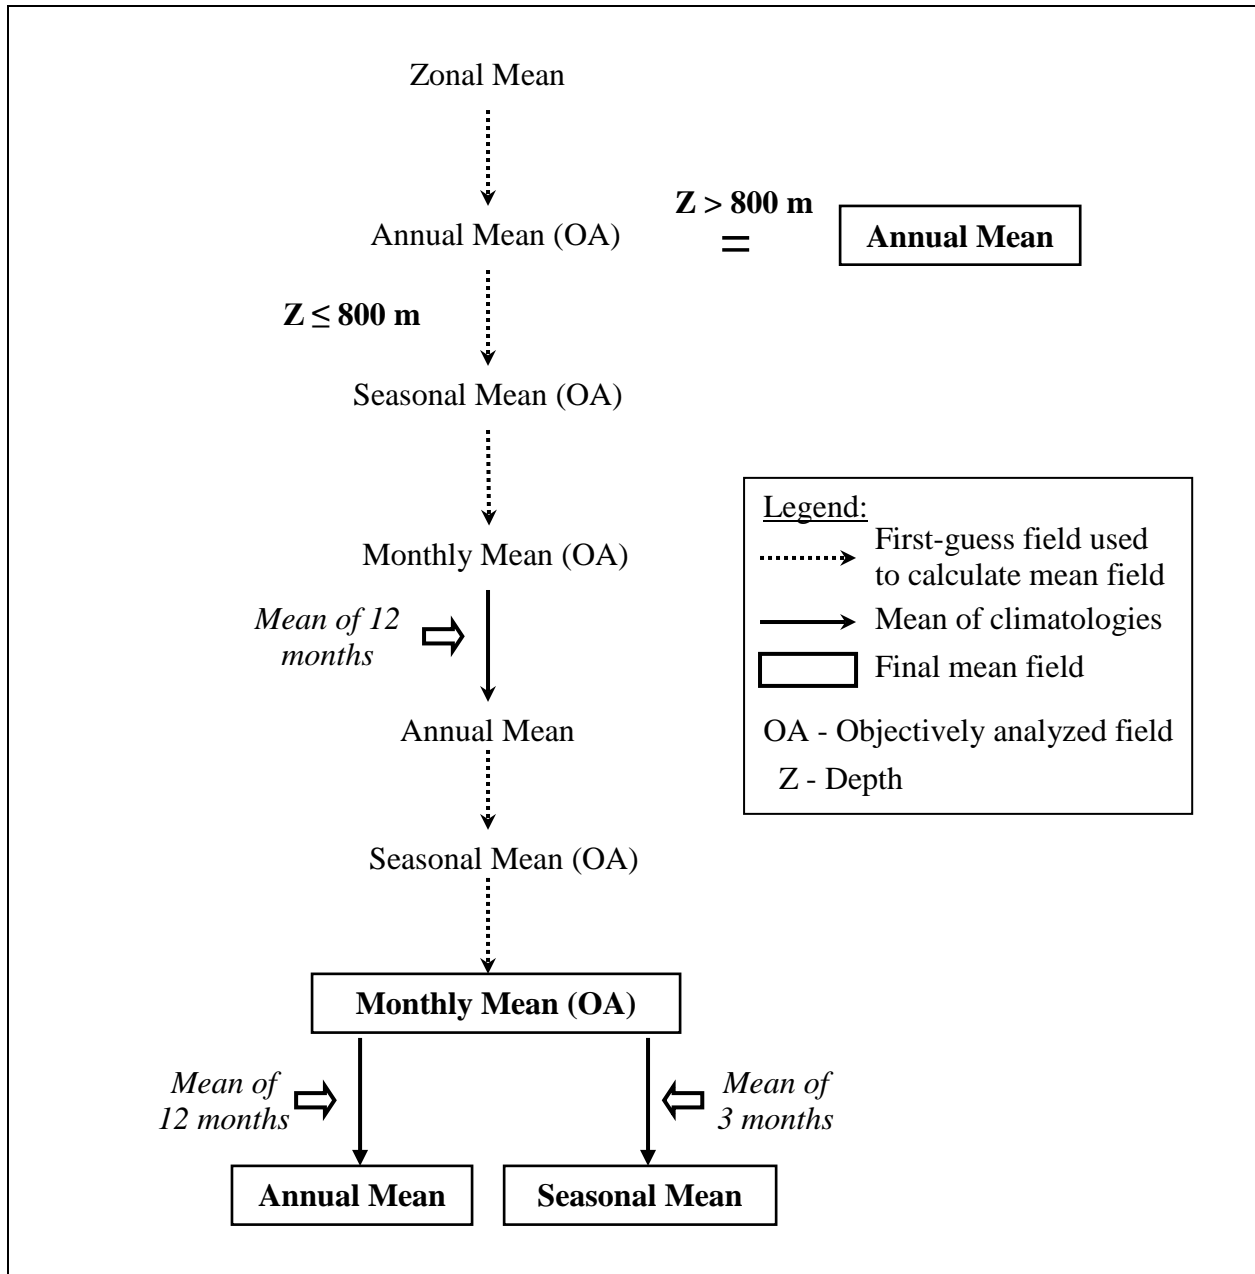 Zonal Mean
Z > 800 m
Annual Mean (OA)
=
Annual Mean
Z ≤ 800 m
Seasonal Mean (OA)
Monthly Mean (OA)
Mean of 12
months
Annual Mean
Seasonal Mean (OA)
Legend:
First-guess field used
to calculate mean field
Mean of climatologies
Final mean field
OA - Objectively analyzed field
Z - Depth
Monthly Mean (OA)
Mean of
12 months
Mean of
3 months
Annual Mean
Seasonal Mean